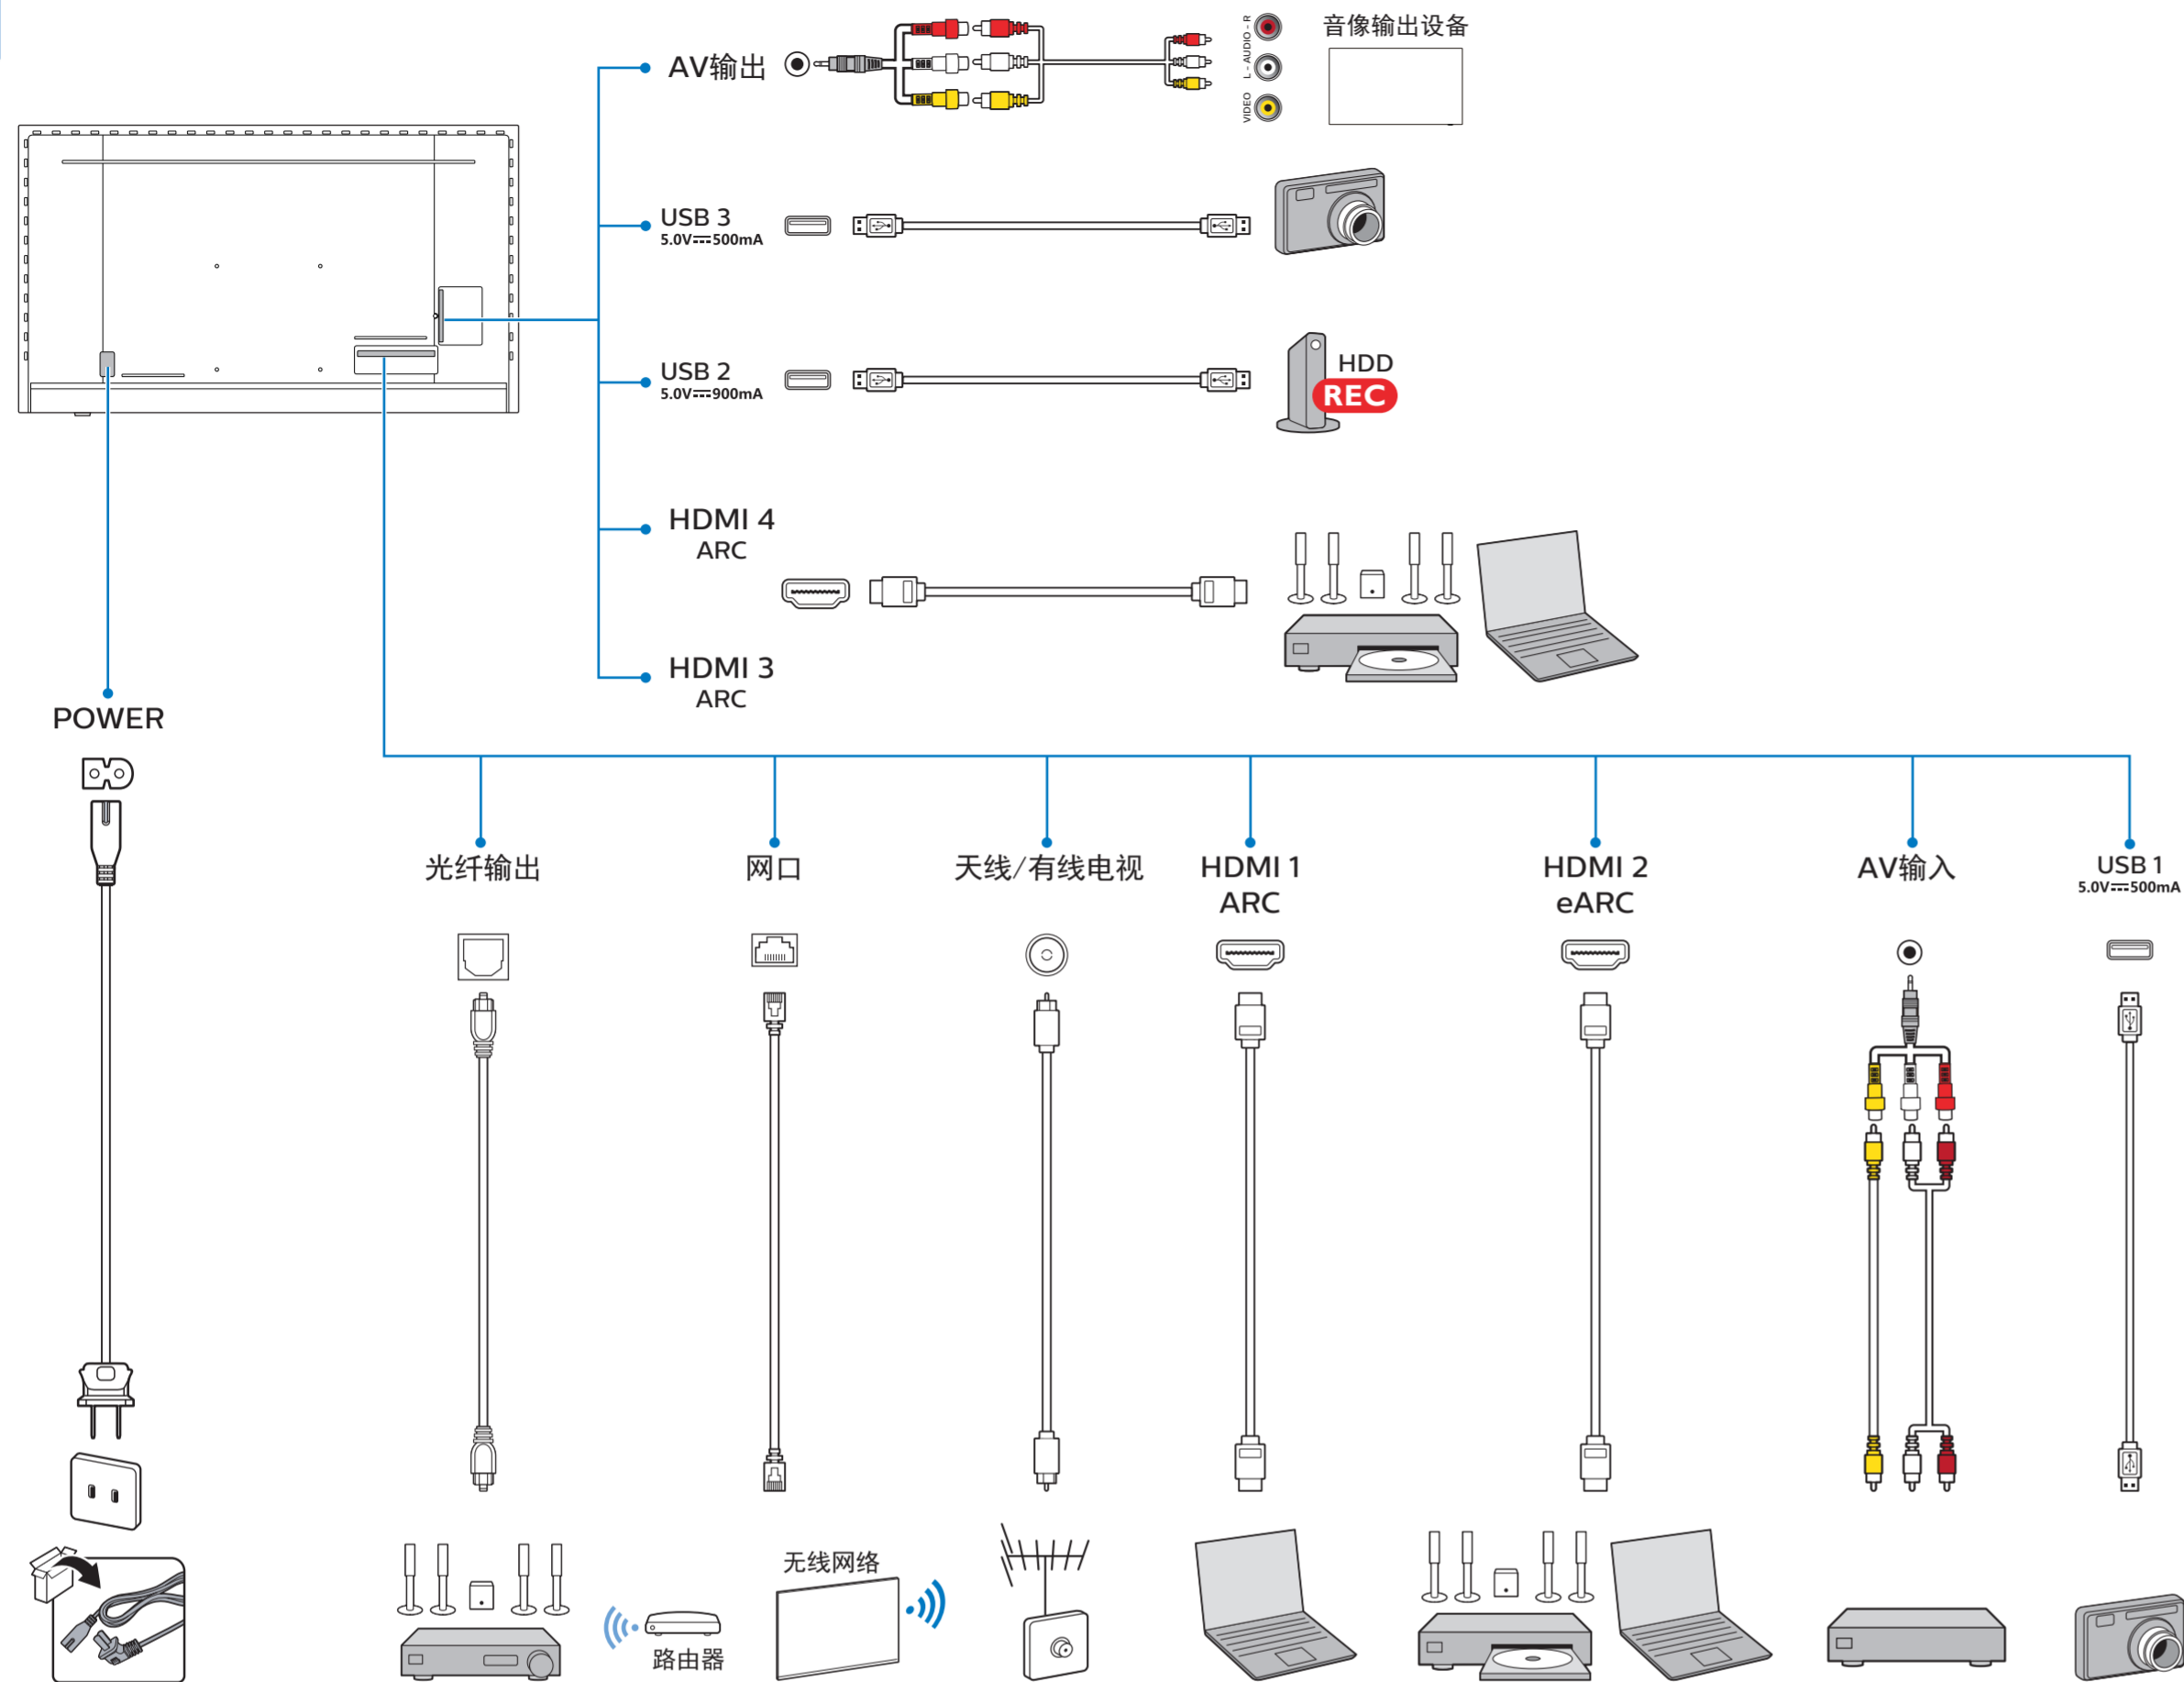 AV输出
L - AUDIO - R
VIDEO
音像输出设备
USB 3
5.0V⎓500mA
USB 2
5.0V⎓900mA
HDD
REC
HDMI 4
ARC
HDMI 3
ARC
POWER
光纤输出
网口
天线/有线电视
HDMI 1
ARC
HDMI 2
eARC
AV输入
USB 1
5.0V⎓500mA
无线网络
路由器